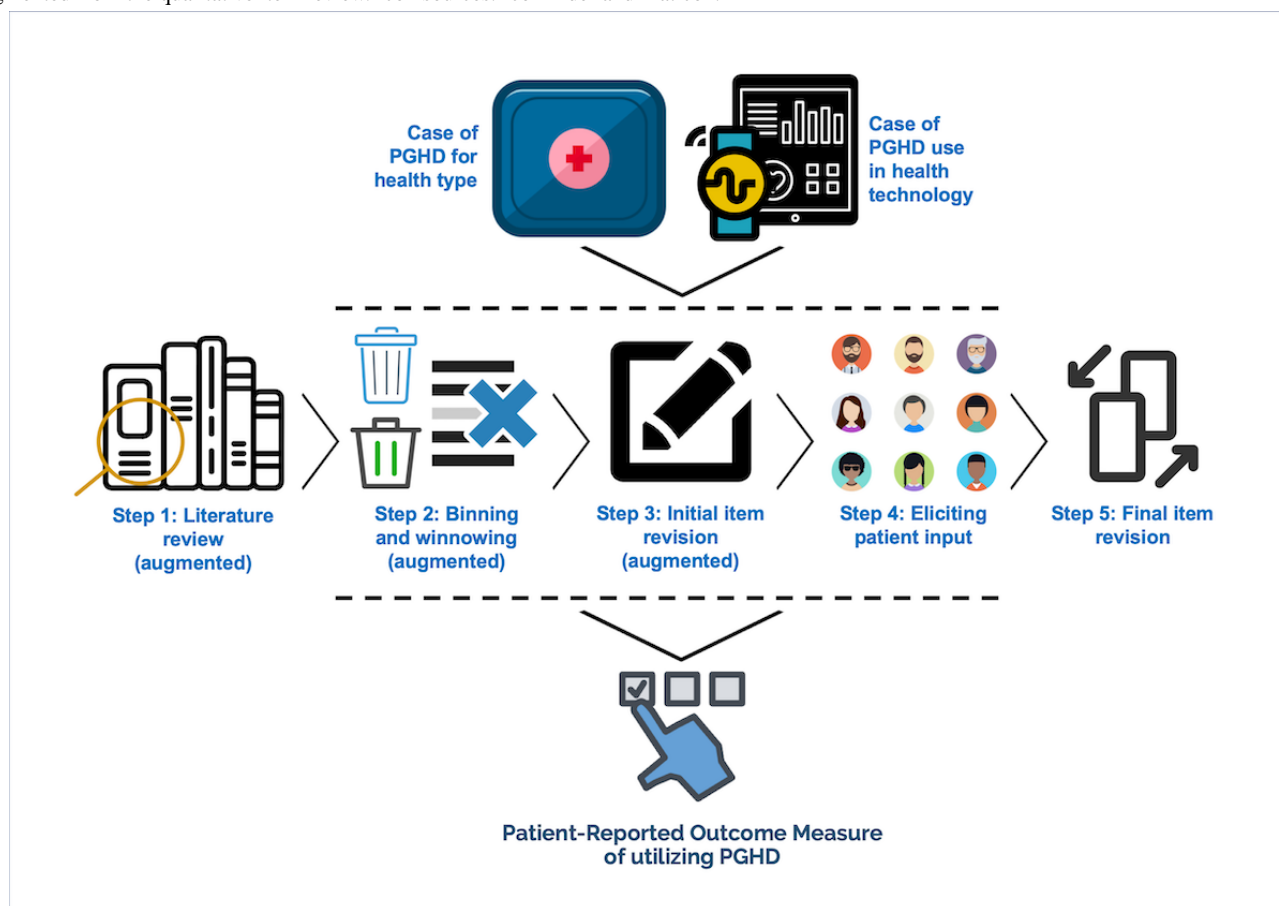 Case of
PGHD for
health type
Case of
PGHD use
in health
technology
Step 1: Literature
review
(augmented)
Step 2: Binning
and winnowing
(augmented)
Step 3: Initial item
revision
(augmented)
Step 4: Eliciting
patient input
Step 5: Final item
revision
Patient-Reported Outcome Measure
of utilizing PGHD